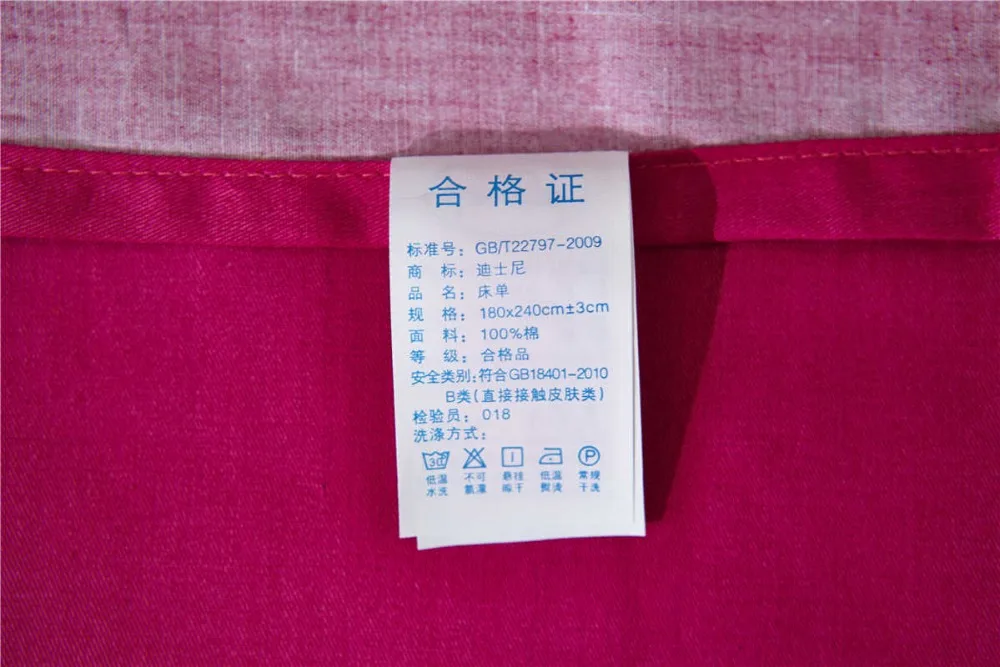 合格证
标准号：GB/T22797-2009
商 标：迪士尼
品 名：床单
规 格：180x240cm±3cm
面 料：100%棉
等 级：合格品
安全类别：符合GB18401-2010
B类（直接接触皮肤类）
检验员：018
洗涤方式：
30 P
低温 不可 悬挂 低温 常规
水洗 氯漂 晾干 熨烫 干洗